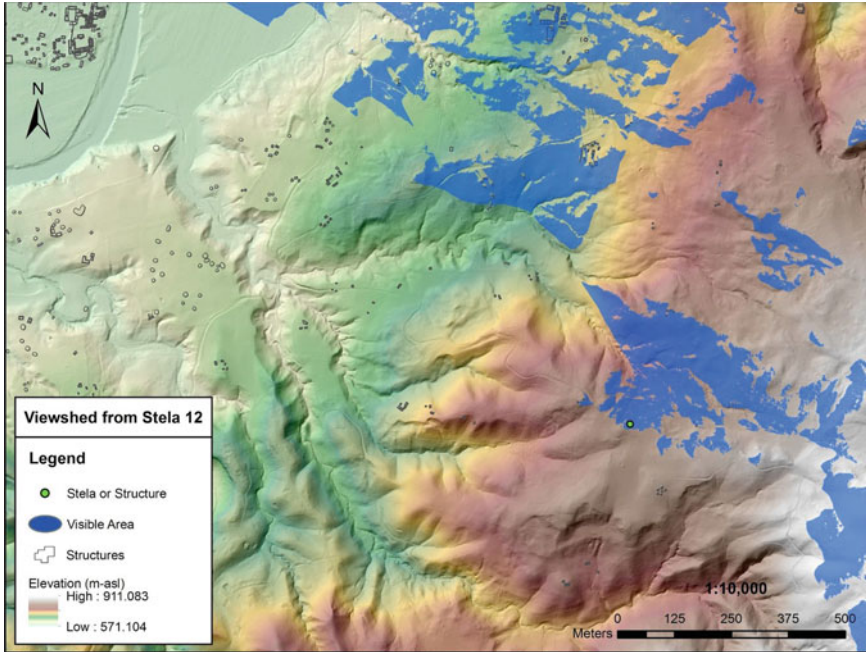 N
Viewshed from Stela 12
Legend
Stela or Structure
Visible Area
Structures
Elevation (m-asl)
High : 911.083
Low : 571.104
1:10,000
Meters
0 125 250 375 500